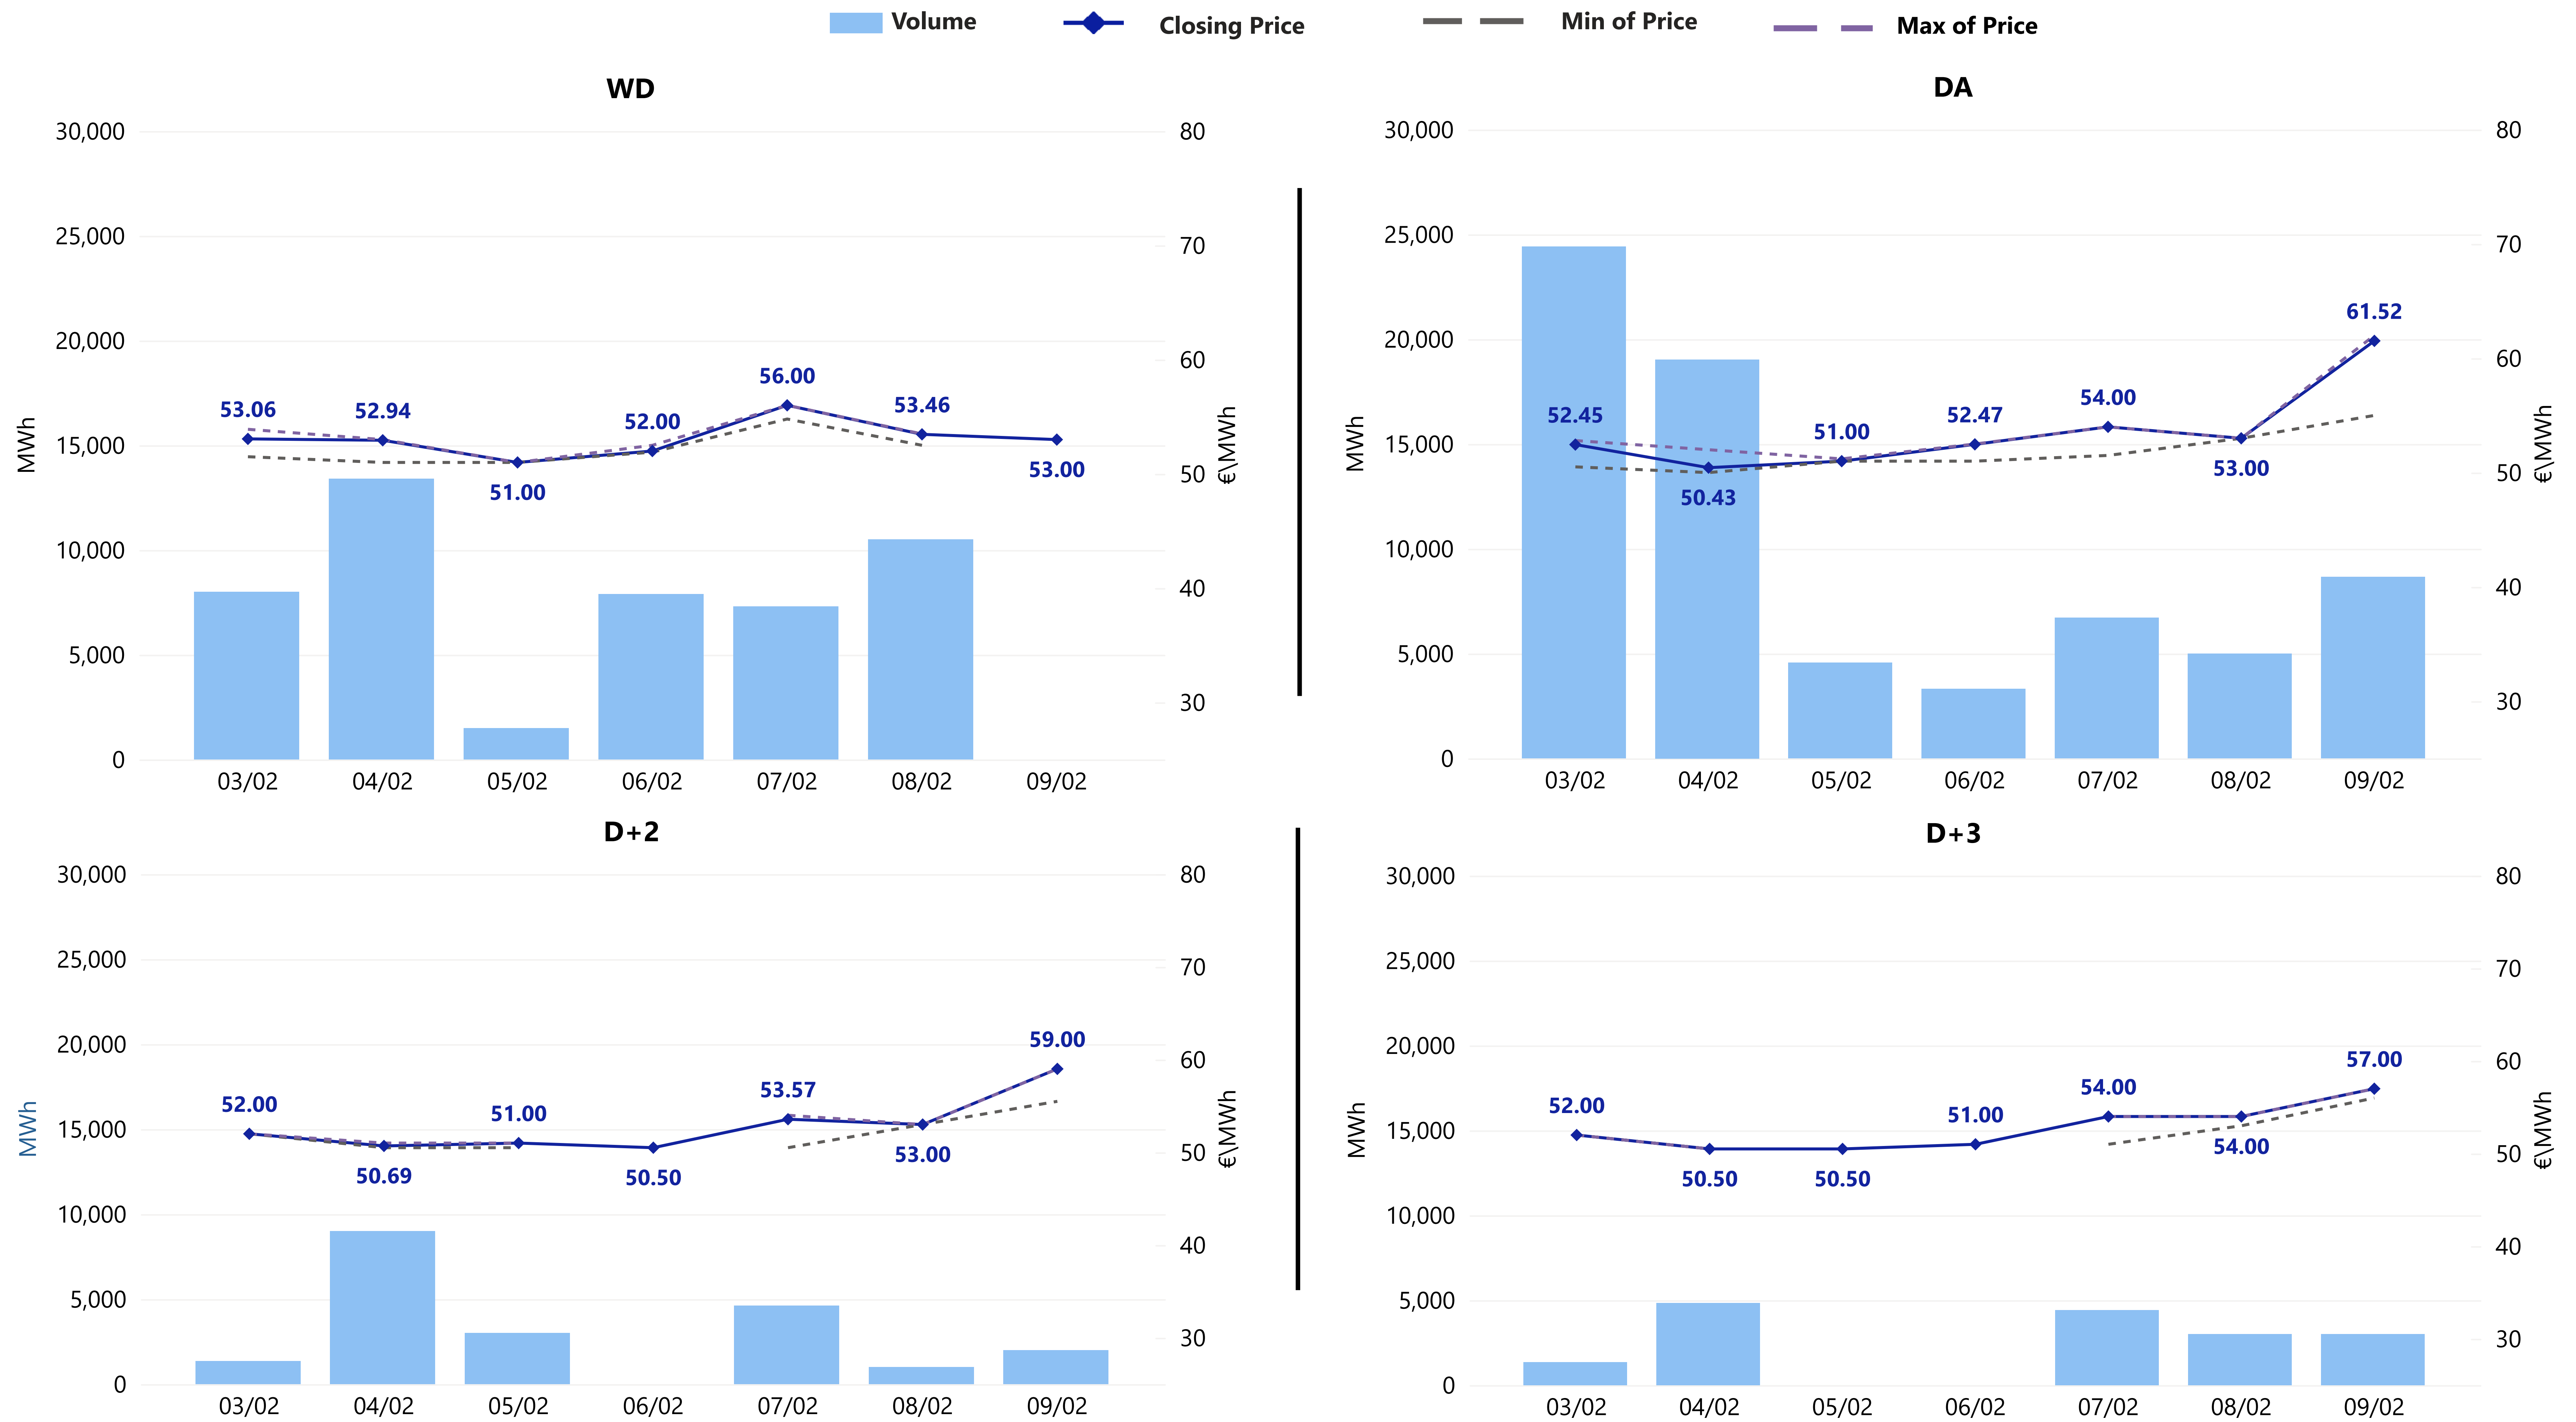 Volume Closing Price Min of Price Max of Price
WD
30,000 80
25,000 70
20,000 60
15,000 50
10,000 40
5,000 30
0
MWh
€\MWh
53.06 52.94 51.00 52.00 56.00 53.46 53.00
03/02 04/02 05/02 06/02 07/02 08/02 09/02
DA
30,000 80
25,000 70
20,000 60
15,000 50
10,000 40
5,000 30
0
MWh
€\MWh
52.45 50.43 51.00 52.47 54.00 53.00 61.52
03/02 04/02 05/02 06/02 07/02 08/02 09/02
D+2
30,000 80
25,000 70
20,000 60
15,000 50
10,000 40
5,000 30
0
MWh
€\MWh
52.00 50.69 51.00 50.50 53.57 53.00 59.00
03/02 04/02 05/02 06/02 07/02 08/02 09/02
D+3
30,000 80
25,000 70
20,000 60
15,000 50
10,000 40
5,000 30
0
MWh
€\MWh
52.00 50.50 50.50 51.00 54.00 54.00 57.00
03/02 04/02 05/02 06/02 07/02 08/02 09/02